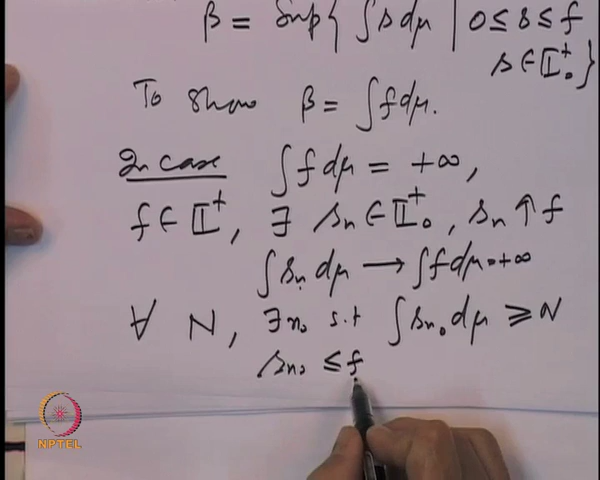 β = Sup{ ∫s dμ | 0 ≤ s ≤ f
s ∈ 𝕃₀⁺}
To show β = ∫f dμ.
In case ∫f dμ = +∞,
f ∈ 𝕃⁺, ∃ sₙ ∈ 𝕃₀⁺, sₙ ↑ f
∫sₙ dμ → ∫f dμ = +∞
∀ N, ∃ n₀ s.t ∫sₙ₀ dμ ≥ N
sₙ₀ ≤ f
NPTEL